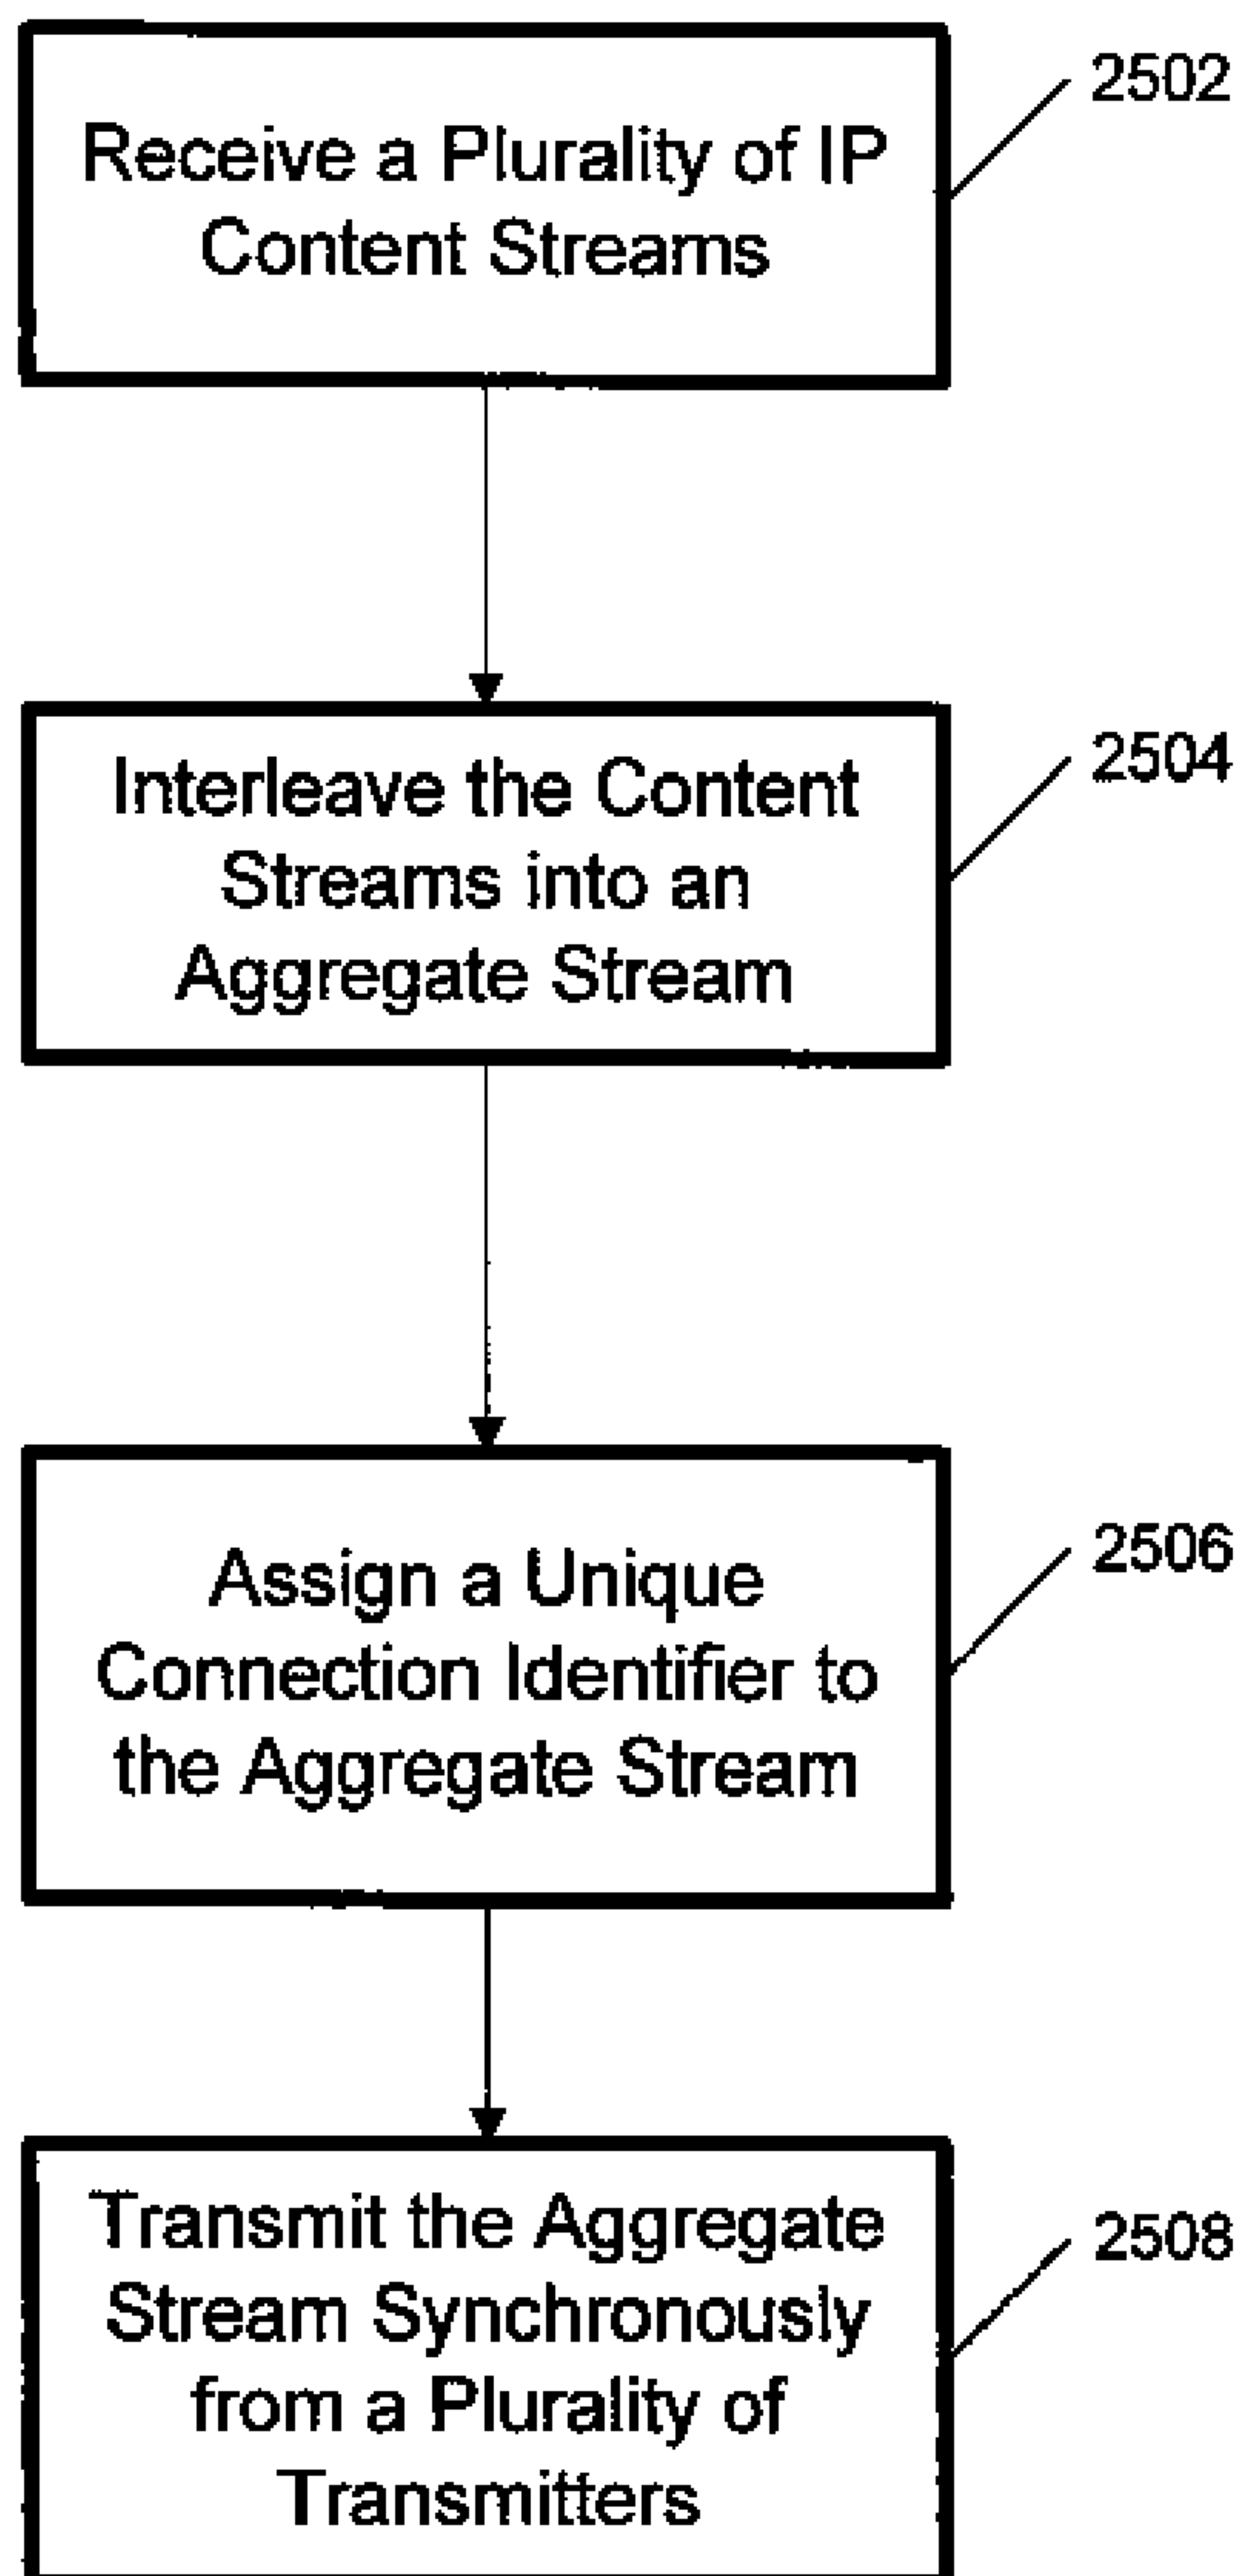 Receive a Plurality of IP
Content Streams
2502
Interleave the Content
Streams into an
Aggregate Stream
2504
Assign a Unique
Connection Identifier to
the Aggregate Stream
2506
Transmit the Aggregate
Stream Synchronously
from a Plurality of
Transmitters
2508